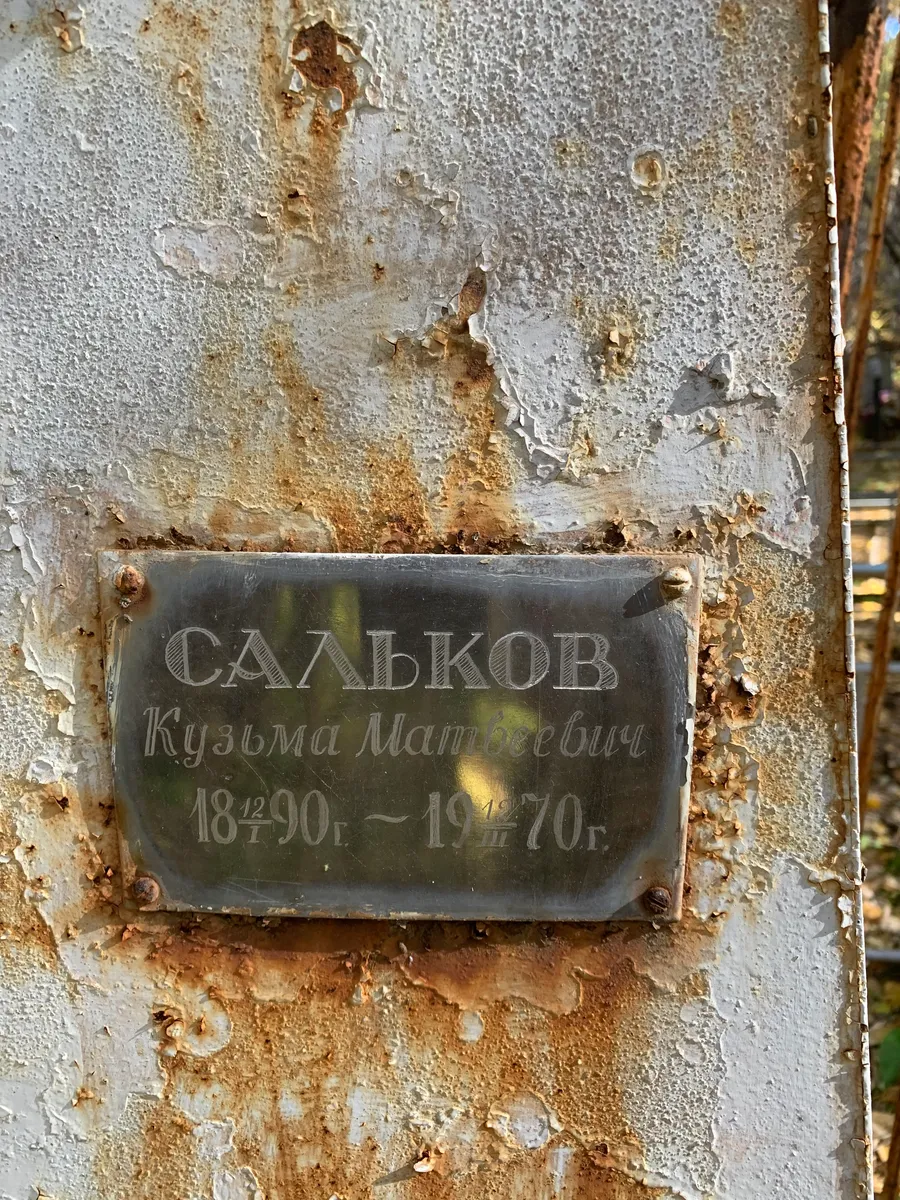 САЛЬКОВ
Кузьма Матвеевич
18 12/I 90 г. ~ 19 12/III 70 г.